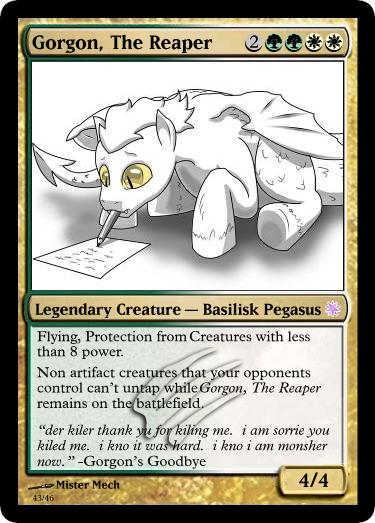 Gorgon, The Reaper 2
Legendary Creature — Basilisk Pegasus
Flying, Protection from Creatures with less
than 8 power.
Non artifact creatures that your opponents
control can't untap while Gorgon, The Reaper
remains on the battlefield.
"der kiler thank yu for kiling me. i am sorrie you
kiled me. i kno it was hard. i kno i am monsher
now." -Gorgon's Goodbye
4/4
Mister Mech
43/46